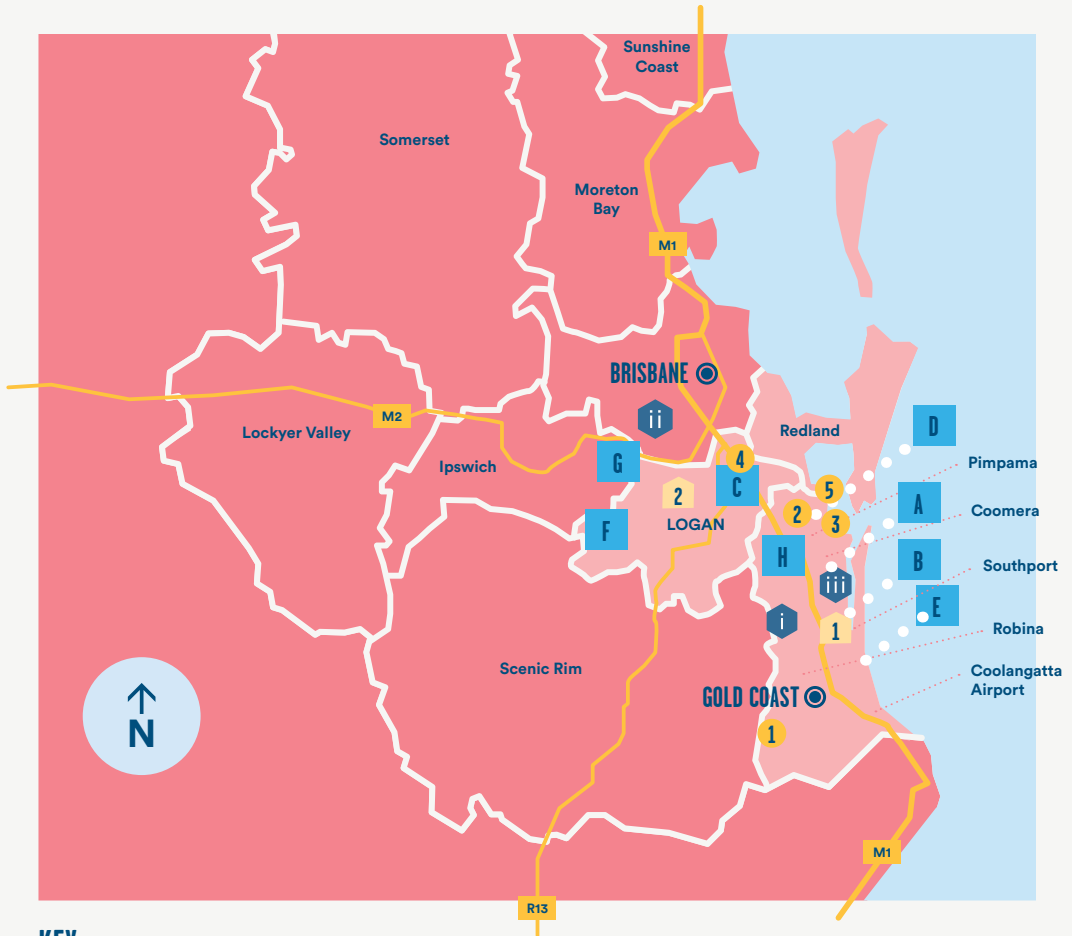 Sunshine
Coast
Somerset
Moreton
Bay
M1
BRISBANE
ii
D
M2
Lockyer Valley
Redland
Ipswich
G
4
Pimpama
C
5
2
A
2
3
Coomera
LOGAN
F
H
B
Southport
iii
E
i
1
Robina
Scenic Rim
Coolangatta
Airport
GOLD COAST
N
1
M1
R13
KEY